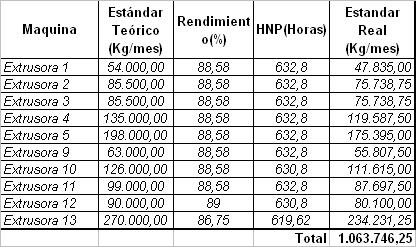 Maquina Estándar Teórico (Kg/mes) Rendimiento(%) HNP(Horas) Estandar Real (Kg/mes)
Extrusora 1 54.000,00 88,58 632,8 47.835,00
Extrusora 2 85.500,00 88,58 632,8 75.738,75
Extrusora 3 85.500,00 88,58 632,8 75.738,75
Extrusora 4 135.000,00 88,58 632,8 119.587,50
Extrusora 5 198.000,00 88,58 632,8 175.395,00
Extrusora 9 63.000,00 88,58 632,8 55.807,50
Extrusora 10 126.000,00 88,58 630,8 111.615,00
Extrusora 11 99.000,00 88,58 632,8 87.697,50
Extrusora 12 90.000,00 89 630,8 80.100,00
Extrusora 13 270.000,00 86,75 619,62 234.231,25
Total 1.063.746,25